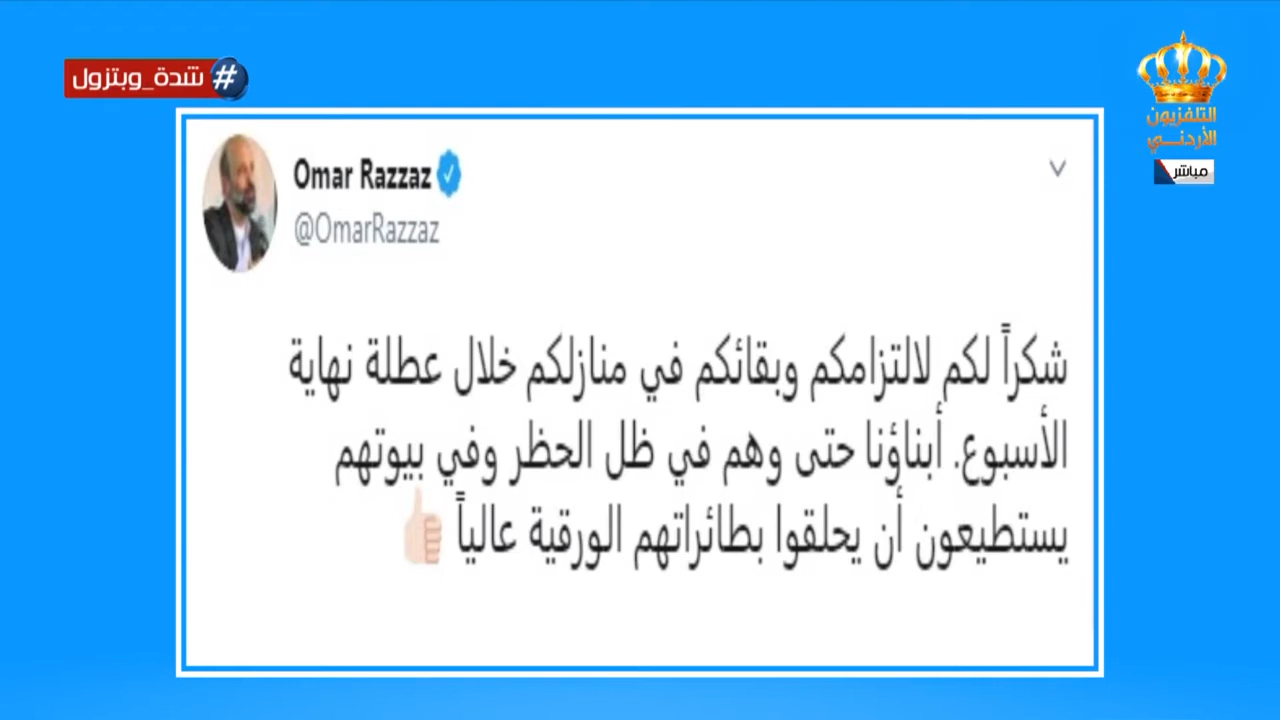 #شدة_وبتزول
التلفزيون
الأردني
مباشر
Omar Razzaz
@OmarRazzaz
شكراً لكم لالتزامكم وبقائكم في منازلكم خلال عطلة نهاية
الأسبوع. أبناؤنا حتى وهم في ظل الحظر وفي بيوتهم
يستطيعون أن يحلقوا بطائراتهم الورقية عالياً 👍🏻